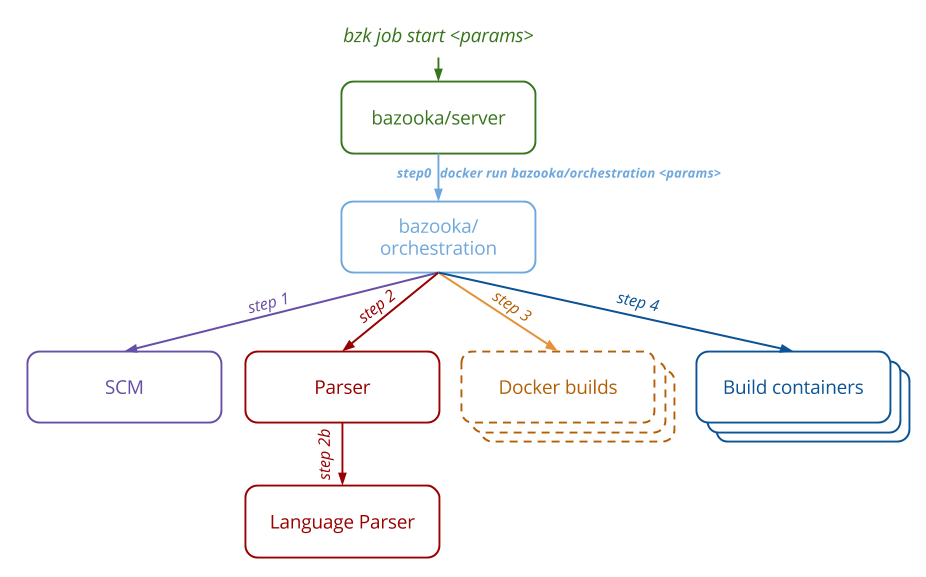 bzk job start <params>
bazooka/server
step0 docker run bazooka/orchestration <params>
bazooka/
orchestration
step 1
step 2
step 3
step 4
SCM
Parser
Docker builds
Build containers
step 2b
Language Parser